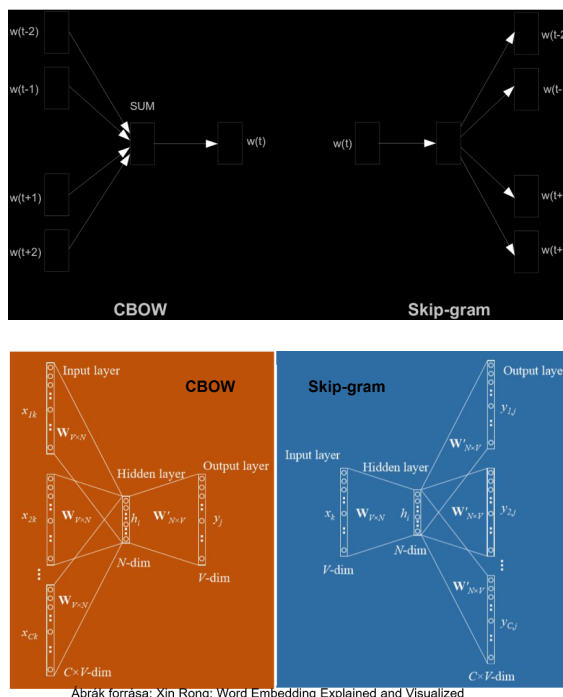 w(t-2)
w(t-1)
w(t+1)
w(t+2)
SUM
w(t)
CBOW
w(t)
w(t-2
w(t-
w(t+
w(t+
Skip-gram
Input layer
CBOW
x1k
WV×N
Hidden layer
Output layer
x2k
WV×N
hi
W'N×V
yj
N-dim
V-dim
WV×N
xCk
C×V-dim
Skip-gram
Output layer
y1,j
W'N×V
Input layer
Hidden layer
xk
WV×N
hi
W'N×V
y2,j
N-dim
V-dim
W'N×V
yC,j
C×V-dim
Ábrák forrása: Xin Rong: Word Embedding Explained and Visualized